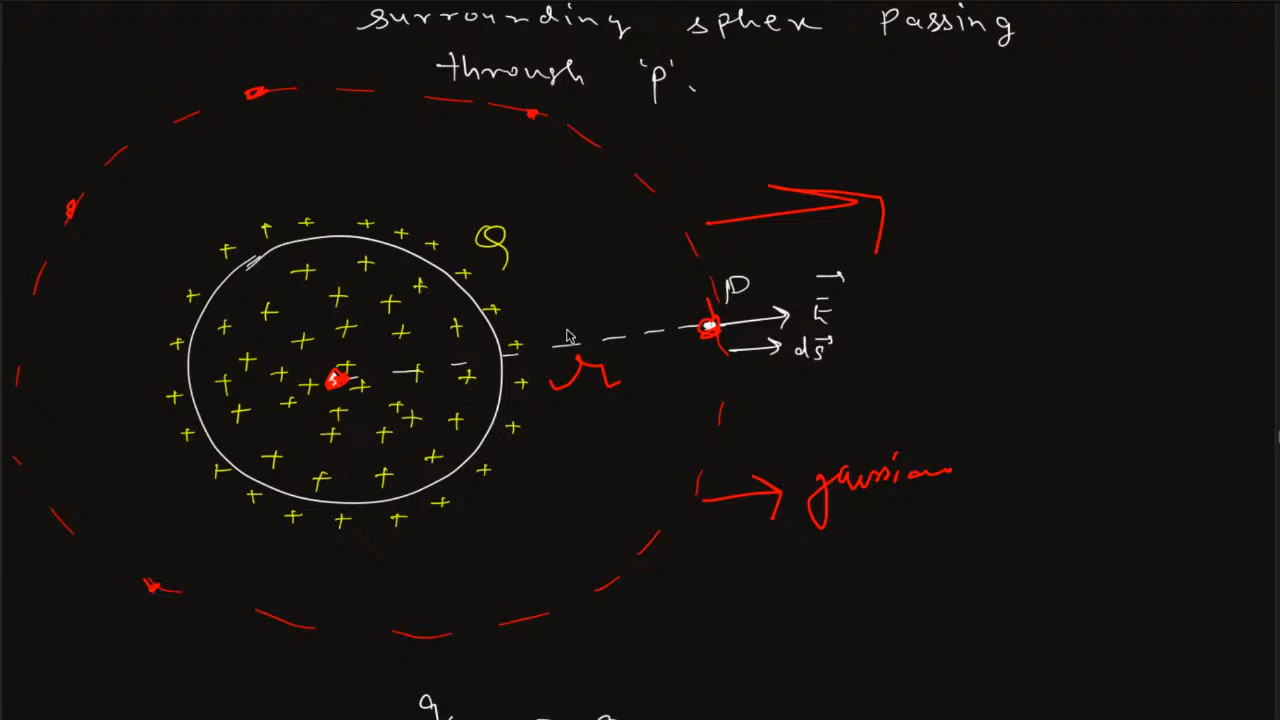 surrounding spher passing
through 'p'.
Q
P
E
ds
r
gaussian
q